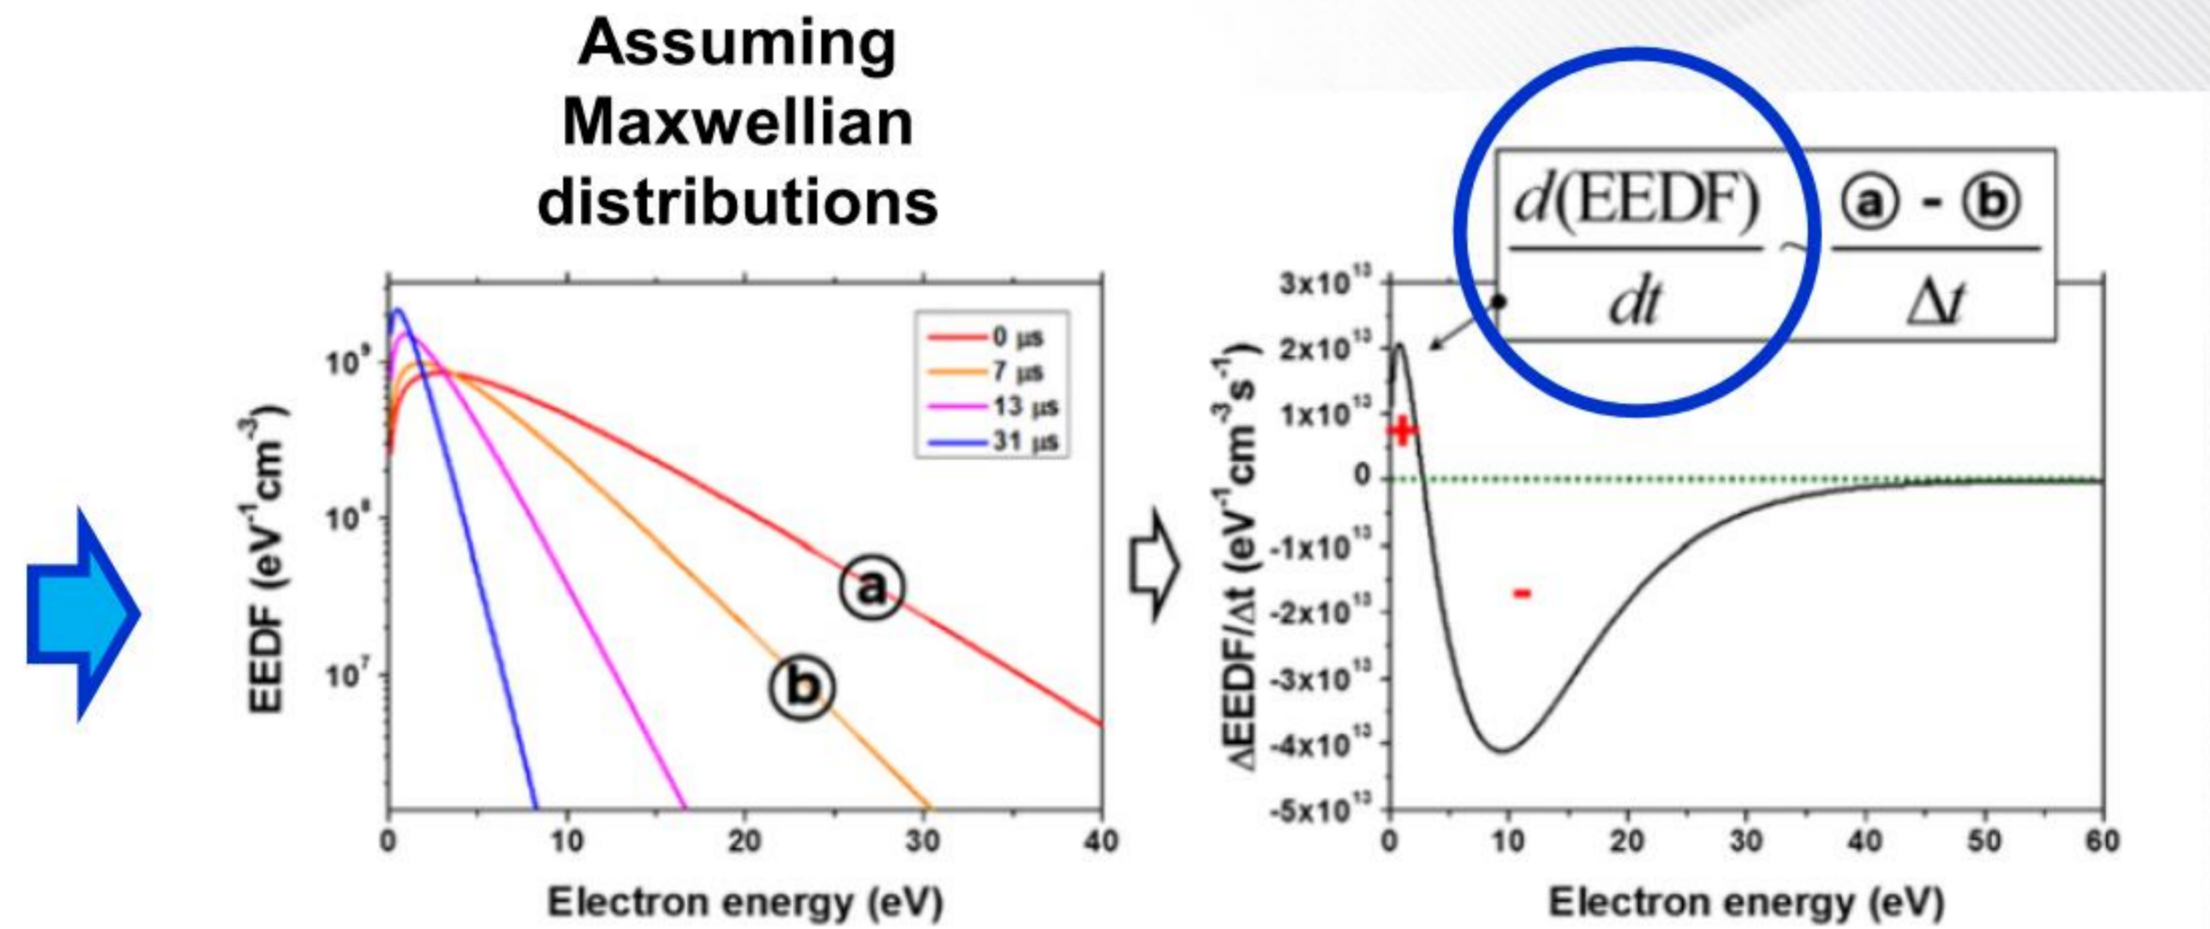 Assuming
Maxwellian
distributions
EEDF (eV⁻¹cm⁻³)
10⁹
10⁸
10⁷
0 μs
7 μs
13 μs
31 μs
ⓐ
ⓑ
0 10 20 30 40
Electron energy (eV)
d(EEDF) ~ ⓐ - ⓑ
dt Δt
ΔEEDF/Δt (eV⁻¹cm⁻³s⁻¹)
3x10¹³
2x10¹³
1x10¹³
0
-1x10¹³
-2x10¹³
-3x10¹³
-4x10¹³
-5x10¹³
+
-
0 10 20 30 40 50 60
Electron energy (eV)